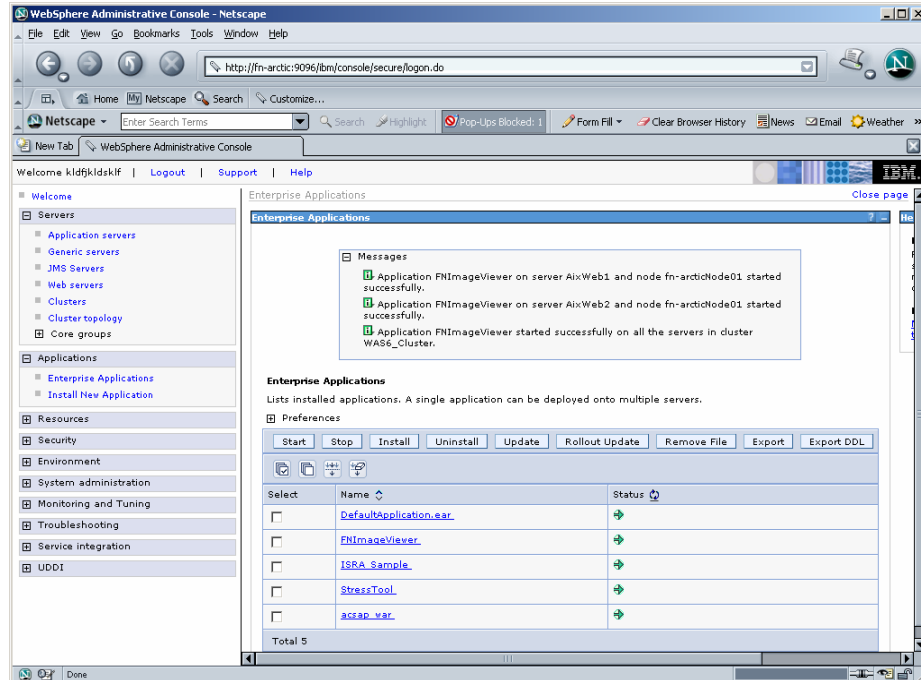 WebSphere Administrative Console - Netscape
File Edit View Go Bookmarks Tools Window Help
http://fn-arctic:9096/ibm/console/secure/logon.do
Home My Netscape Search Customize...
Netscape Enter Search Terms Search Highlight Pop-Ups Blocked: 1 Form Fill Clear Browser History News Email Weather »
New Tab WebSphere Administrative Console
Welcome kldfjkldsklf | Logout | Support | Help IBM.
Welcome
Servers
Application servers
Generic servers
JMS Servers
Web servers
Clusters
Cluster topology
Core groups
Applications
Enterprise Applications
Install New Application
Resources
Security
Environment
System administration
Monitoring and Tuning
Troubleshooting
Service integration
UDDI
Enterprise Applications Close page
Enterprise Applications ? He
Messages
Application FNImageViewer on server AixWeb1 and node fn-arcticNode01 started
successfully.
Application FNImageViewer on server AixWeb2 and node fn-arcticNode01 started
successfully.
Application FNImageViewer started successfully on all the servers in cluster
WAS6_Cluster.
Enterprise Applications
Lists installed applications. A single application can be deployed onto multiple servers.
Preferences
Start Stop Install Uninstall Update Rollout Update Remove File Export Export DDL
Select Name Status
DefaultApplication.ear
FNImageViewer
ISRA Sample
StressTool
acsap_war
Total 5
Done